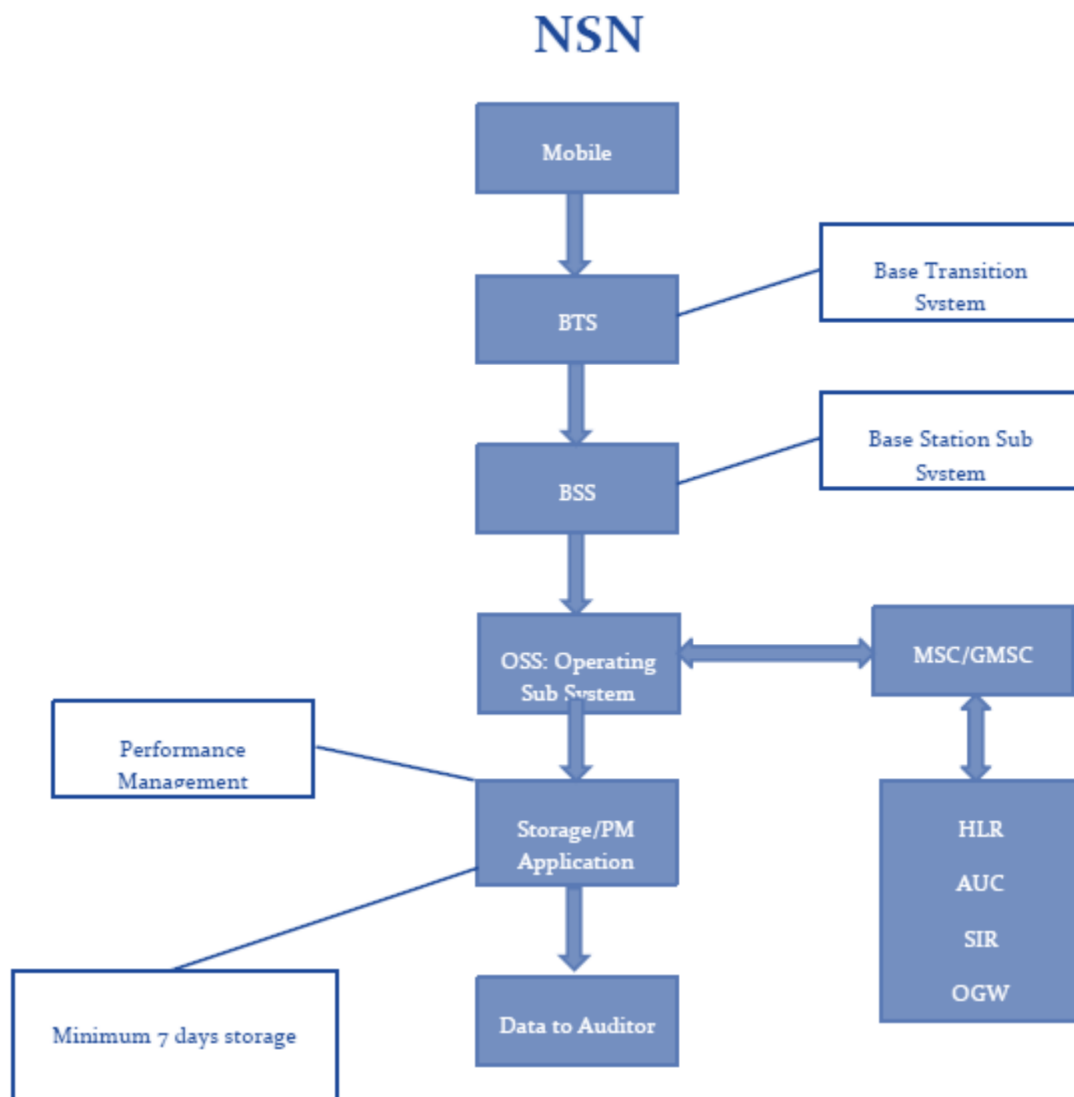 NSN
Mobile
BTS
Base Transition
System
BSS
Base Station Sub
System
OSS: Operating
Sub System
MSC/GMSC
Performance
Management
Storage/PM
Application
HLR
AUC
SIR
OGW
Minimum 7 days storage
Data to Auditor